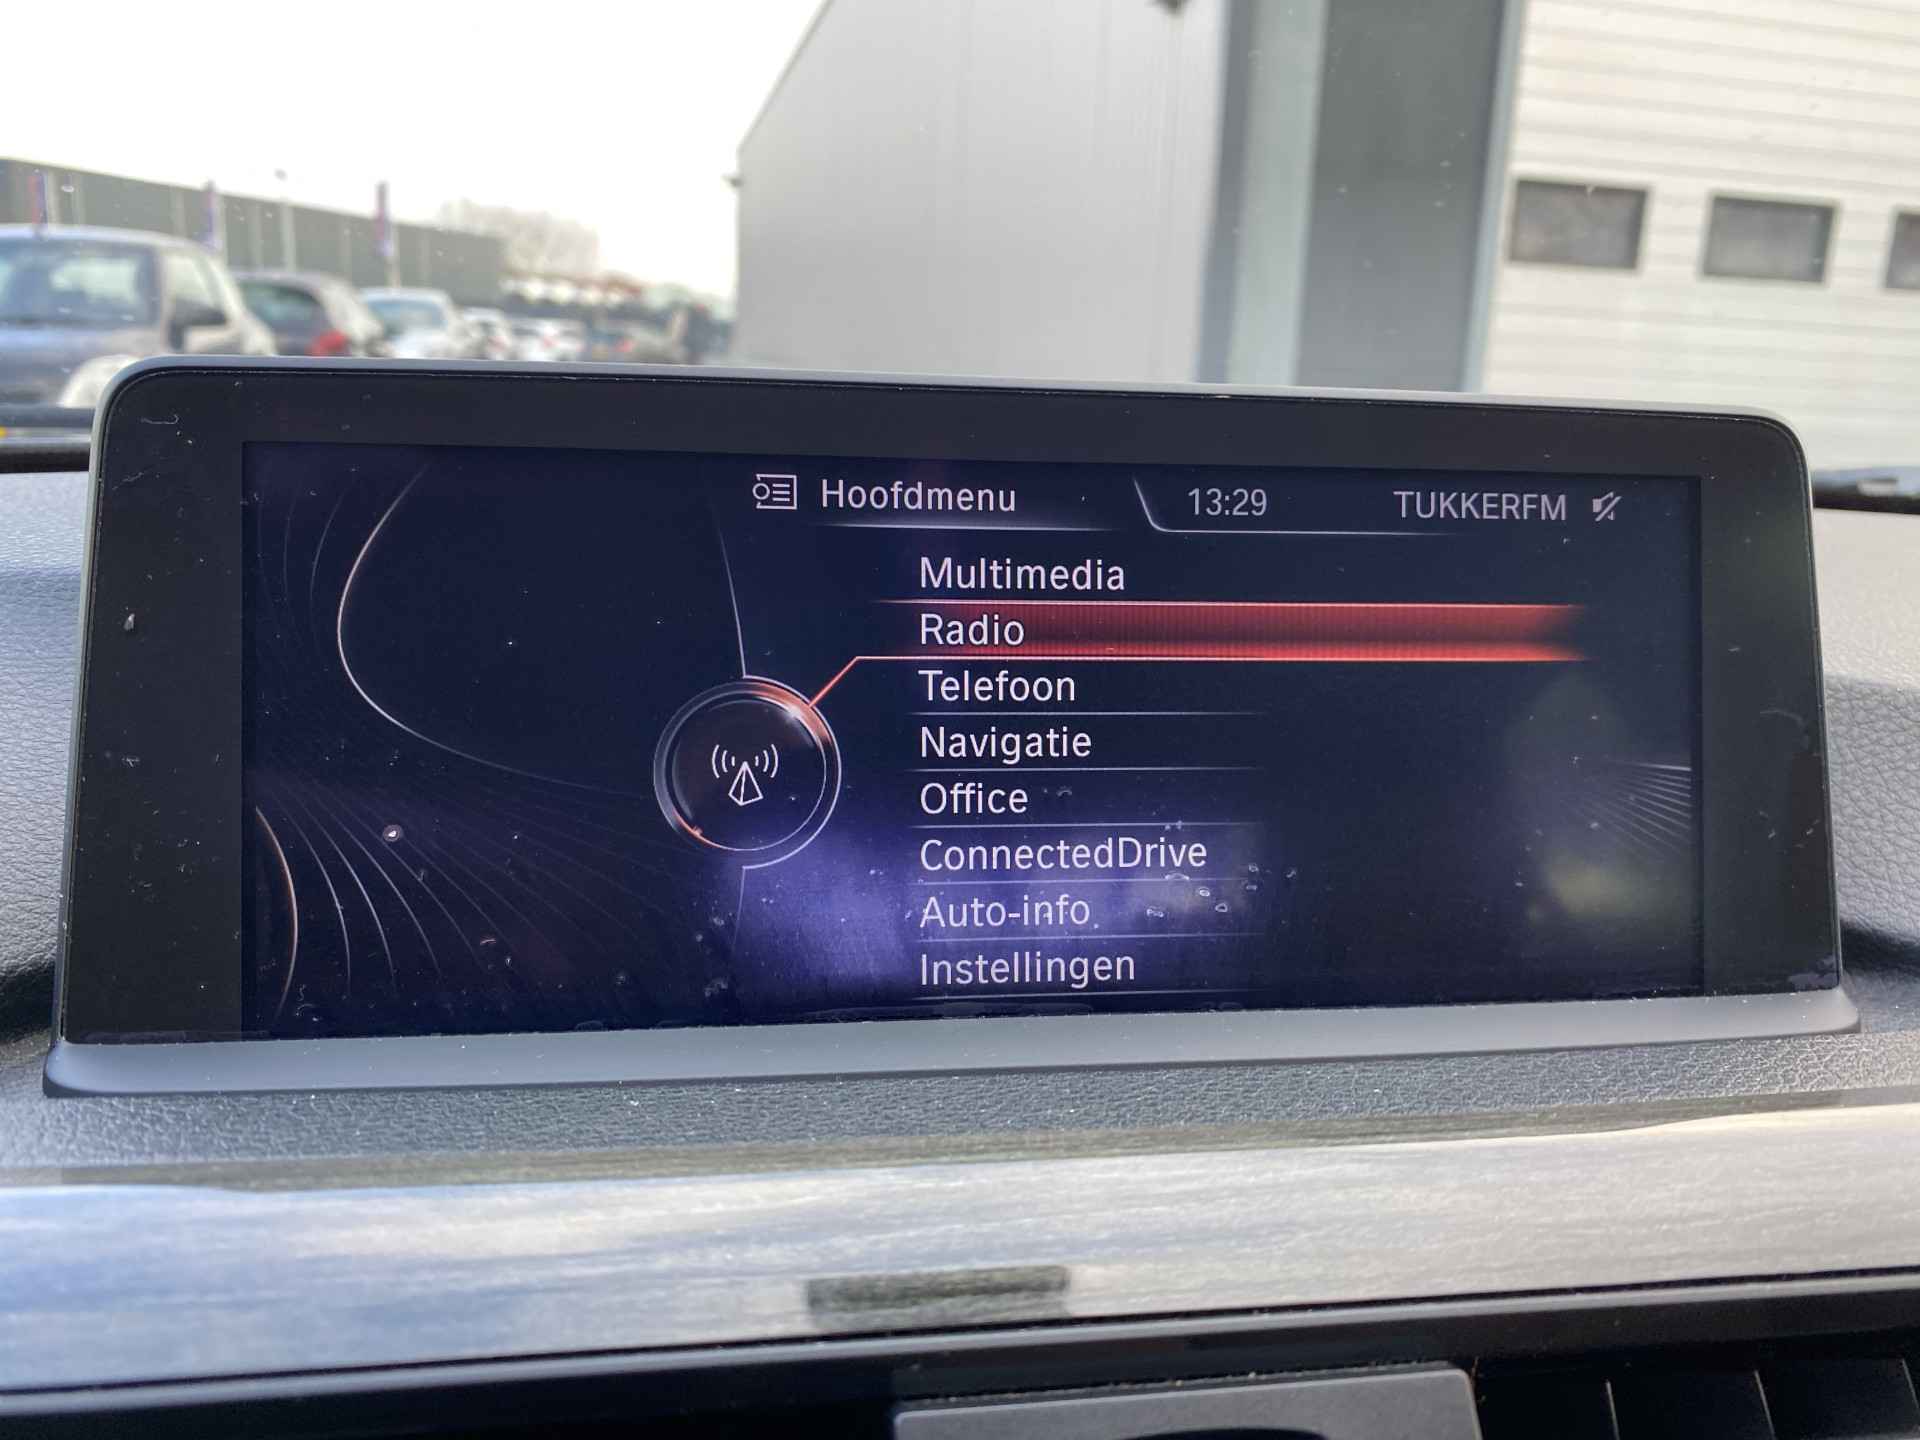 Hoofdmenu 13:29 TUKKERFM
Multimedia
Radio
Telefoon
Navigatie
Office
ConnectedDrive
Auto-info
Instellingen